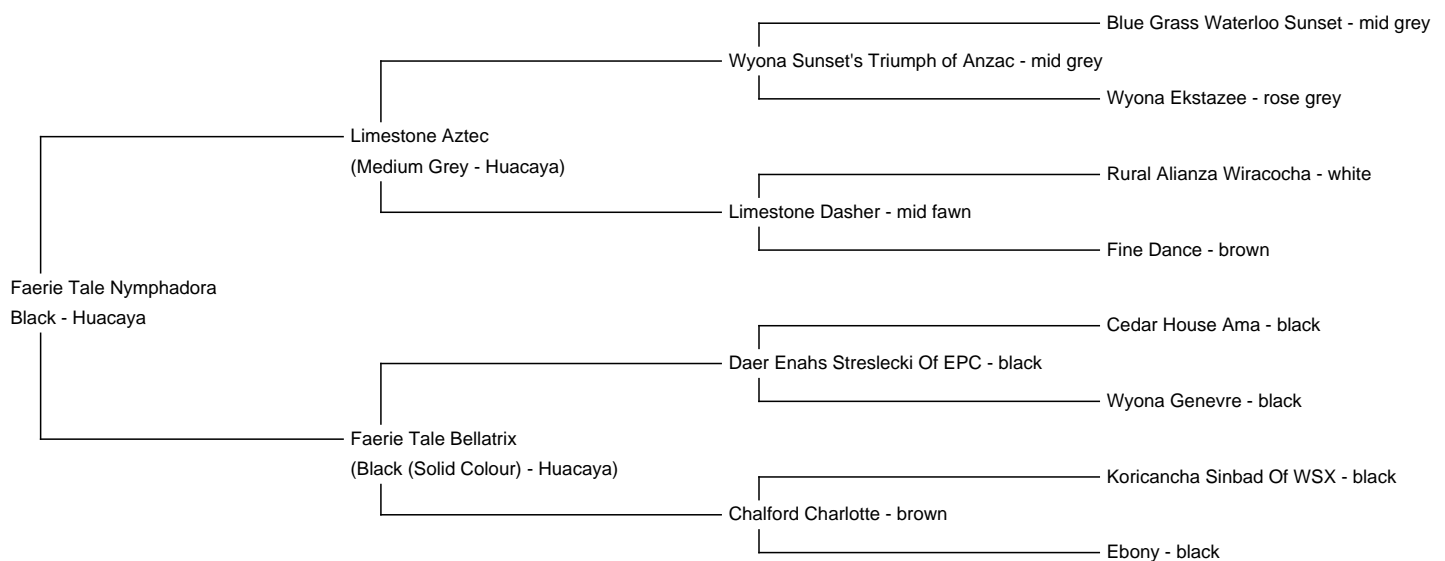 Blue Grass Waterloo Sunset - mid grey
Wyona Sunset's Triumph of Anzac - mid grey
Wyona Ekstazee - rose grey
Limestone Aztec
(Medium Grey - Huacaya)
Rural Alianza Wiracocha - white
Limestone Dasher - mid fawn
Fine Dance - brown
Faerie Tale Nymphadora
Black - Huacaya
Cedar House Ama - black
Daer Enahs Streslecki Of EPC - black
Wyona Genevre - black
Faerie Tale Bellatrix
(Black (Solid Colour) - Huacaya)
Koricancha Sinbad Of WSX - black
Chalford Charlotte - brown
Ebony - black